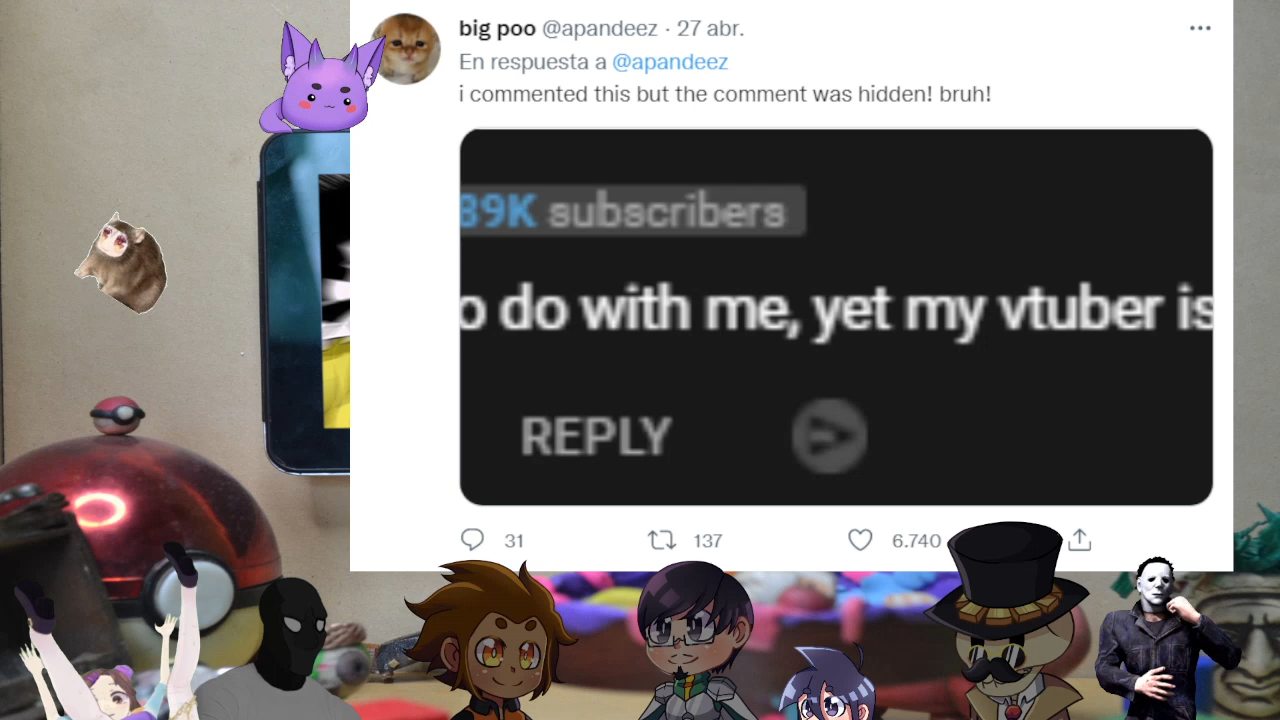 big poo @apandeez · 27 abr.
En respuesta a @apandeez
i commented this but the comment was hidden! bruh!
89K subscribers
o do with me, yet my vtuber is
REPLY
31 137 6.740